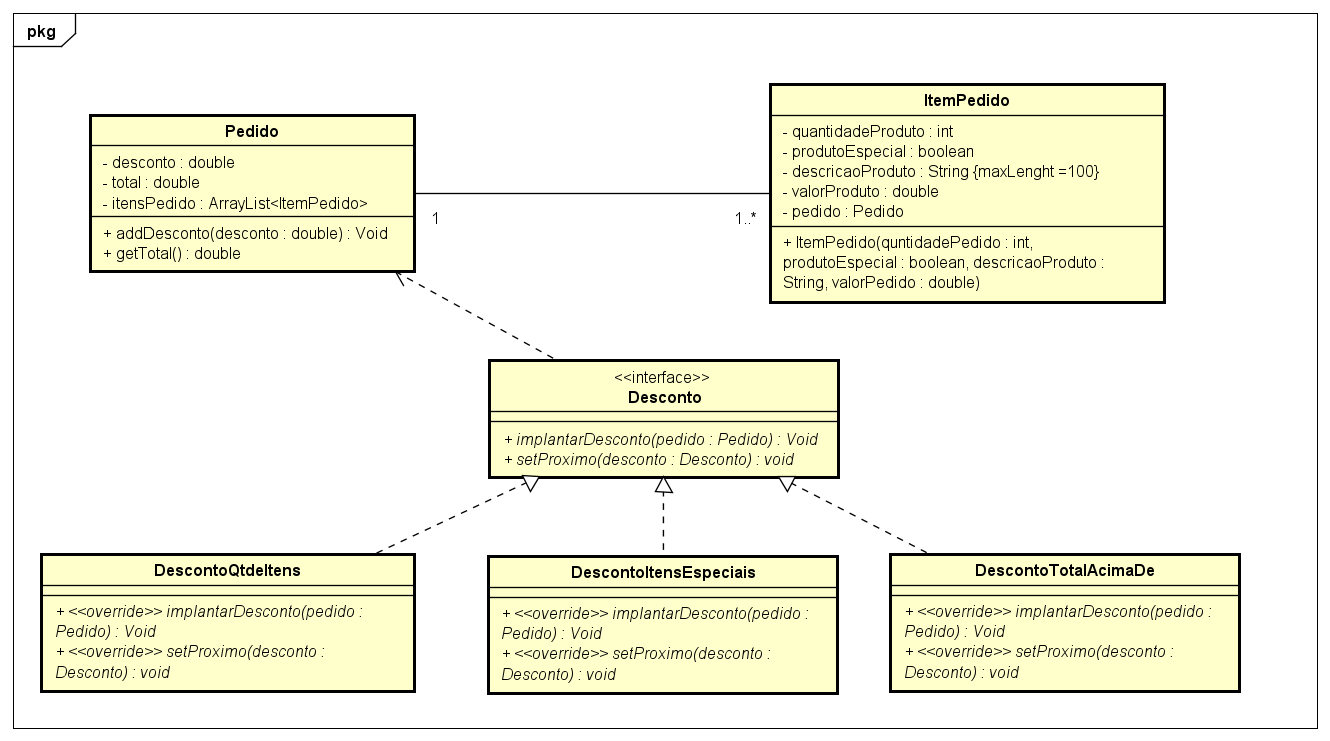 pkg
Pedido
- desconto : double
- total : double
- itensPedido : ArrayList<ItemPedido>
+ addDesconto(desconto : double) : Void
+ getTotal() : double
1
1..*
ItemPedido
- quantidadeProduto : int
- produtoEspecial : boolean
- descricaoProduto : String {maxLenght =100}
- valorProduto : double
- pedido : Pedido
+ ItemPedido(quntidadePedido : int,
produtoEspecial : boolean, descricaoProduto :
String, valorPedido : double)
<<interface>>
Desconto
+ implantarDesconto(pedido : Pedido) : Void
+ setProximo(desconto : Desconto) : void
DescontoQtdeItens
+ <<override>> implantarDesconto(pedido :
Pedido) : Void
+ <<override>> setProximo(desconto :
Desconto) : void
DescontoItensEspeciais
+ <<override>> implantarDesconto(pedido :
Pedido) : Void
+ <<override>> setProximo(desconto :
Desconto) : void
DescontoTotalAcimaDe
+ <<override>> implantarDesconto(pedido :
Pedido) : Void
+ <<override>> setProximo(desconto :
Desconto) : void